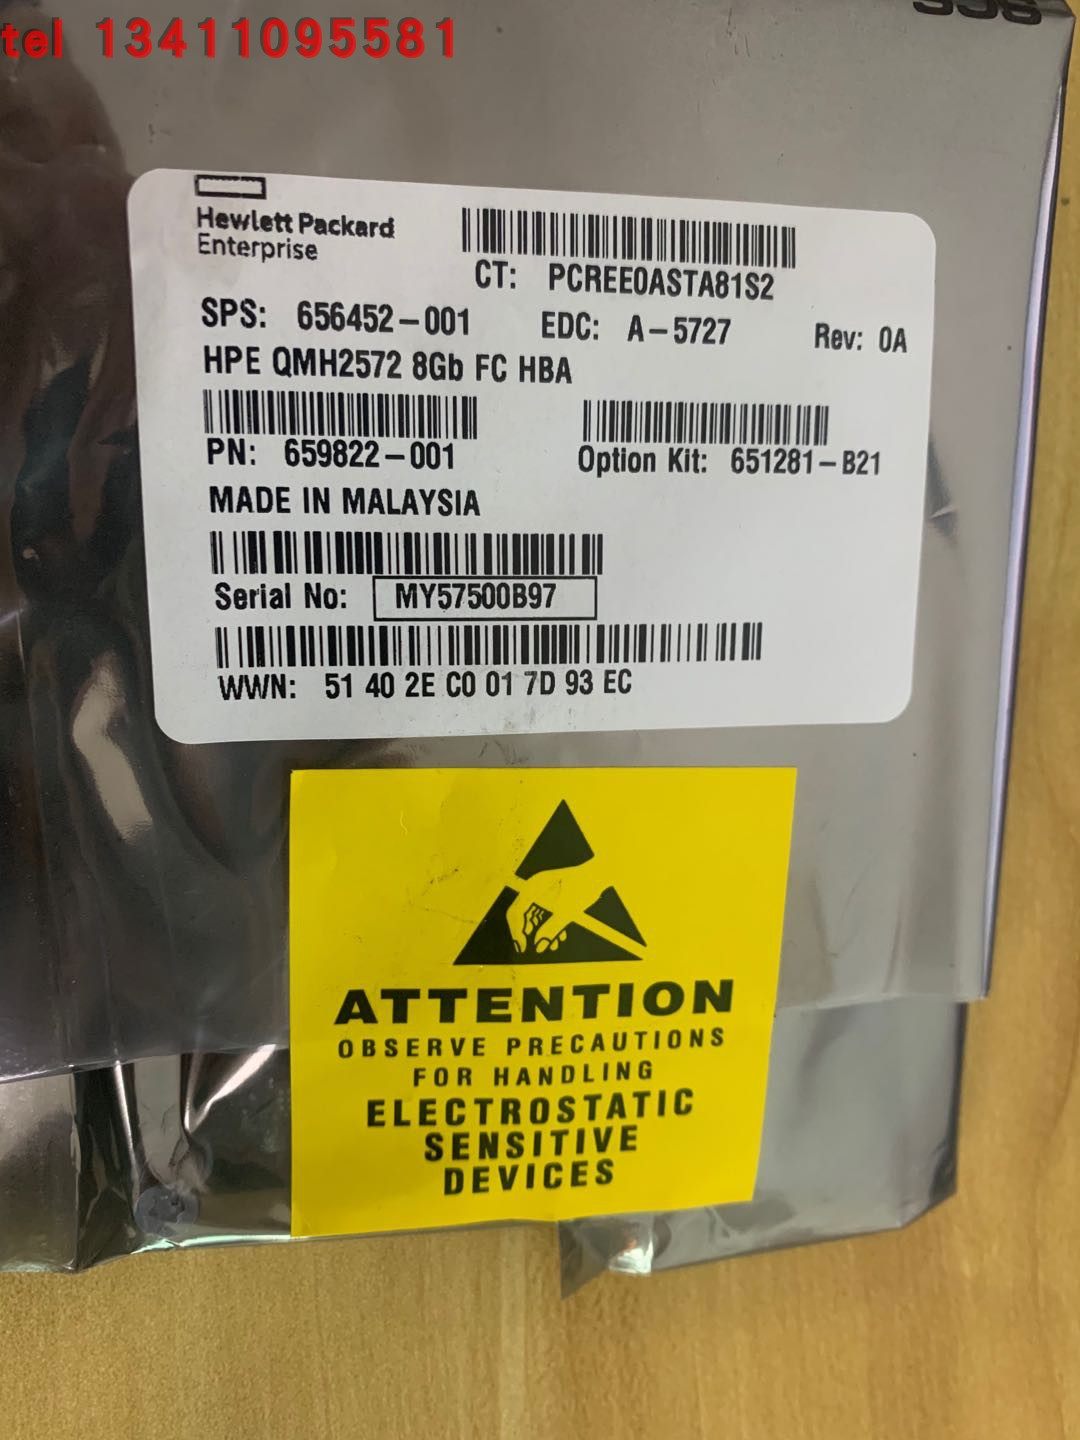 tel 13411095581
Hewlett Packard
Enterprise
CT: PCREE0ASTA81S2
SPS: 656452-001 EDC: A-5727 Rev: 0A
HPE QMH2572 8Gb FC HBA
PN: 659822-001 Option Kit: 651281-B21
MADE IN MALAYSIA
Serial No: MY57500B97
WWN: 51 40 2E C0 01 7D 93 EC
ATTENTION
OBSERVE PRECAUTIONS
FOR HANDLING
ELECTROSTATIC
SENSITIVE
DEVICES